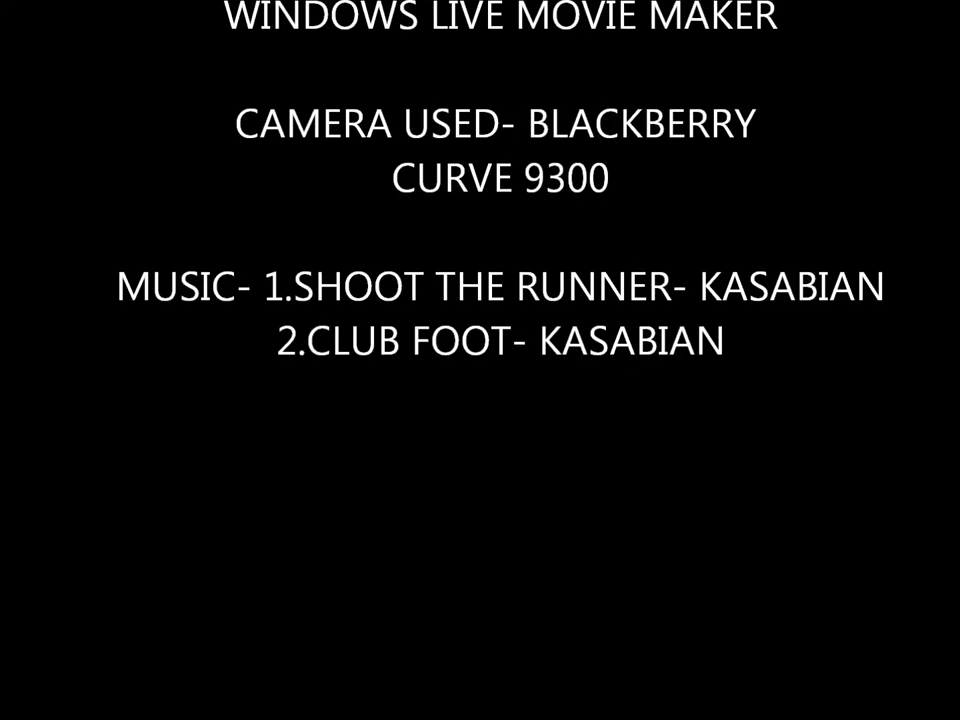 WINDOWS LIVE MOVIE MAKER
CAMERA USED- BLACKBERRY
CURVE 9300
MUSIC- 1.SHOOT THE RUNNER- KASABIAN
2.CLUB FOOT- KASABIAN